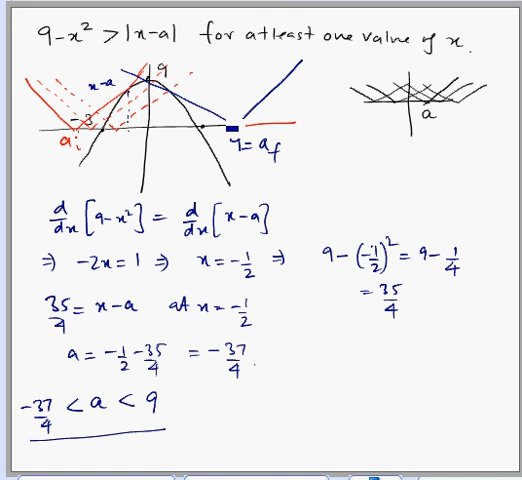 9-x² > |x-a| for atleast one value of x.
9
x-a
-3
a
aᵢ
x = a_f
d/dx [9-x²] = d/dx [x-a]
⇒ -2x = 1 ⇒ x = -1/2 ⇒ 9 - (-1/2)² = 9 - 1/4
= 35/4
35/4 = x-a at x = -1/2
a = -1/2 - 35/4 = -37/4.
-37/4 < a < 9